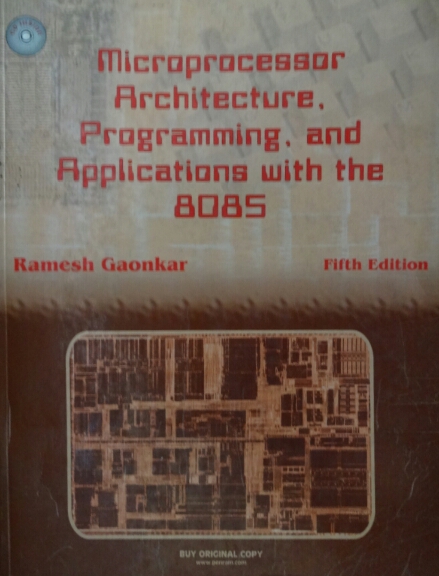 Microprocessor
Architecture,
Programming, and
Applications with the
8085
Ramesh Gaonkar
Fifth Edition
BUY ORIGINAL COPY